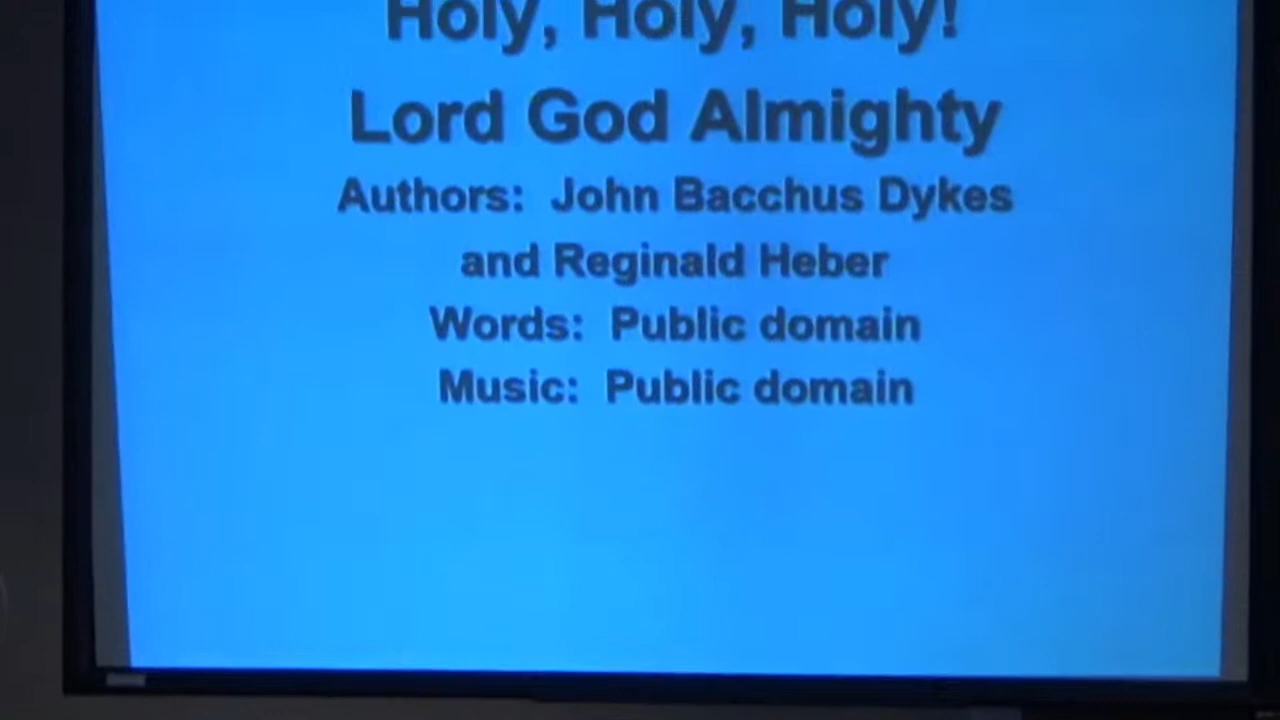 Holy, Holy, Holy!
Lord God Almighty
Authors: John Bacchus Dykes
and Reginald Heber
Words: Public domain
Music: Public domain